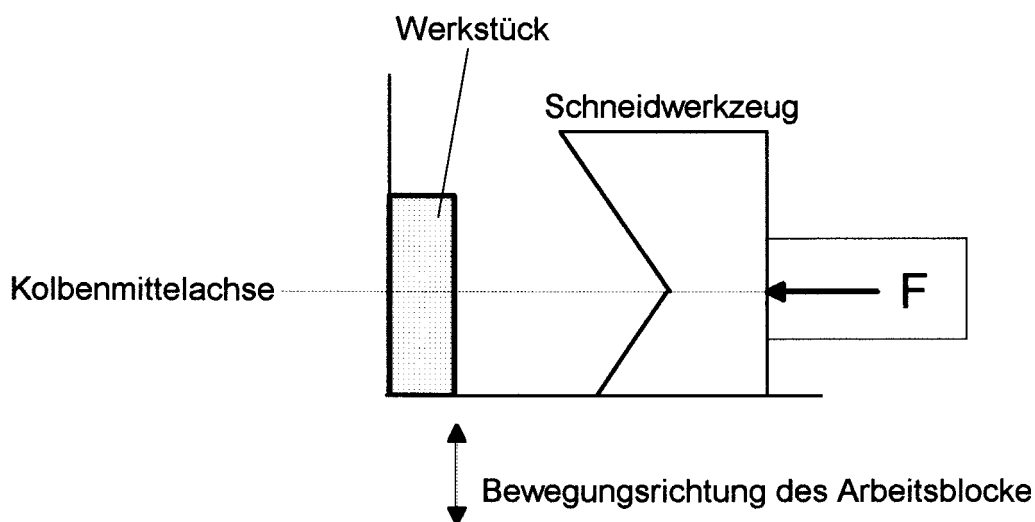 Werkstück
Schneidwerkzeug
Kolbenmittelachse
F
Bewegungsrichtung des Arbeitsblocke